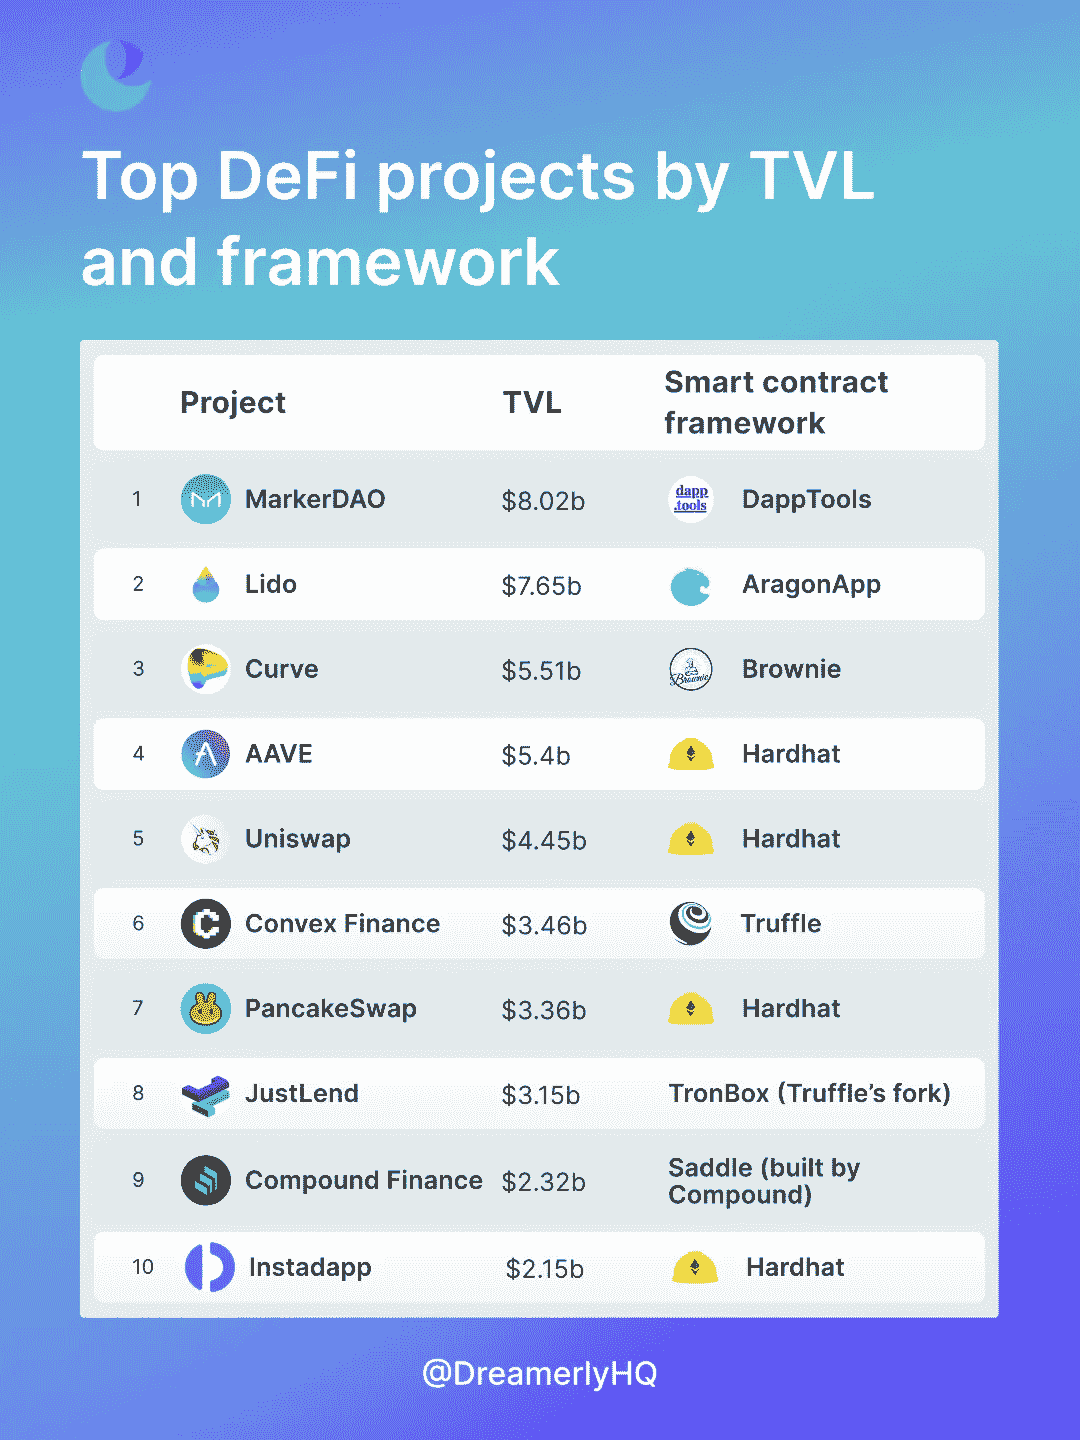 Top DeFi projects by TVL
and framework
Project TVL Smart contract
framework
1 MarkerDAO $8.02b dapp.tools DappTools
2 Lido $7.65b AragonApp
3 Curve $5.51b Brownie Brownie
4 AAVE $5.4b Hardhat
5 Uniswap $4.45b Hardhat
6 Convex Finance $3.46b Truffle
7 PancakeSwap $3.36b Hardhat
8 JustLend $3.15b TronBox (Truffle's fork)
9 Compound Finance $2.32b Saddle (built by
Compound)
10 Instadapp $2.15b Hardhat
@DreamerlyHQ